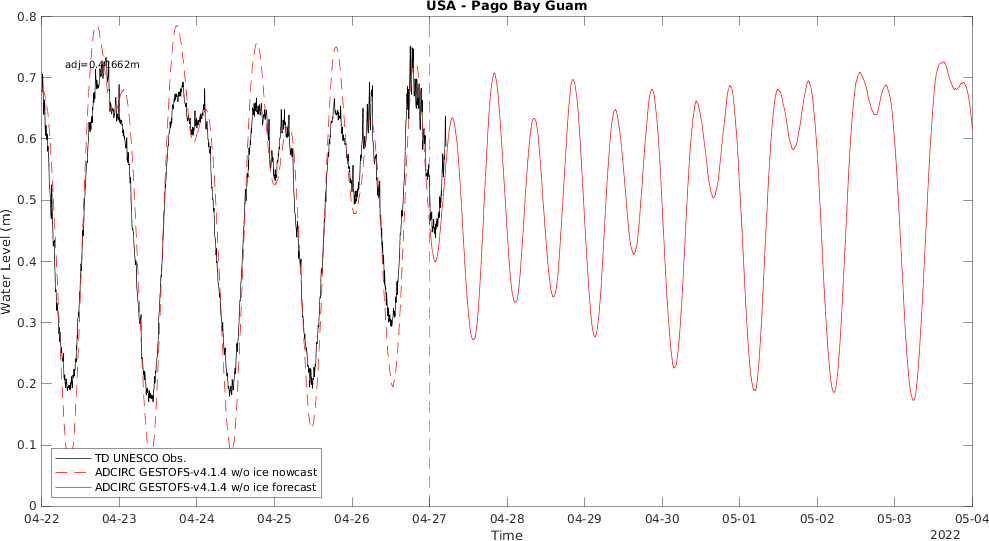 USA - Pago Bay Guam
0.8
0.7
0.6
0.5
0.4
0.3
0.2
0.1
0
Water Level (m)
TD UNESCO Obs.
ADCIRC GESTOFS-v4.1.4 w/o ice nowcast
ADCIRC GESTOFS-v4.1.4 w/o ice forecast
04-22 04-23 04-24 04-25 04-26 04-27 04-28 04-29 04-30 05-01 05-02 05-03 05-04
Time
2022